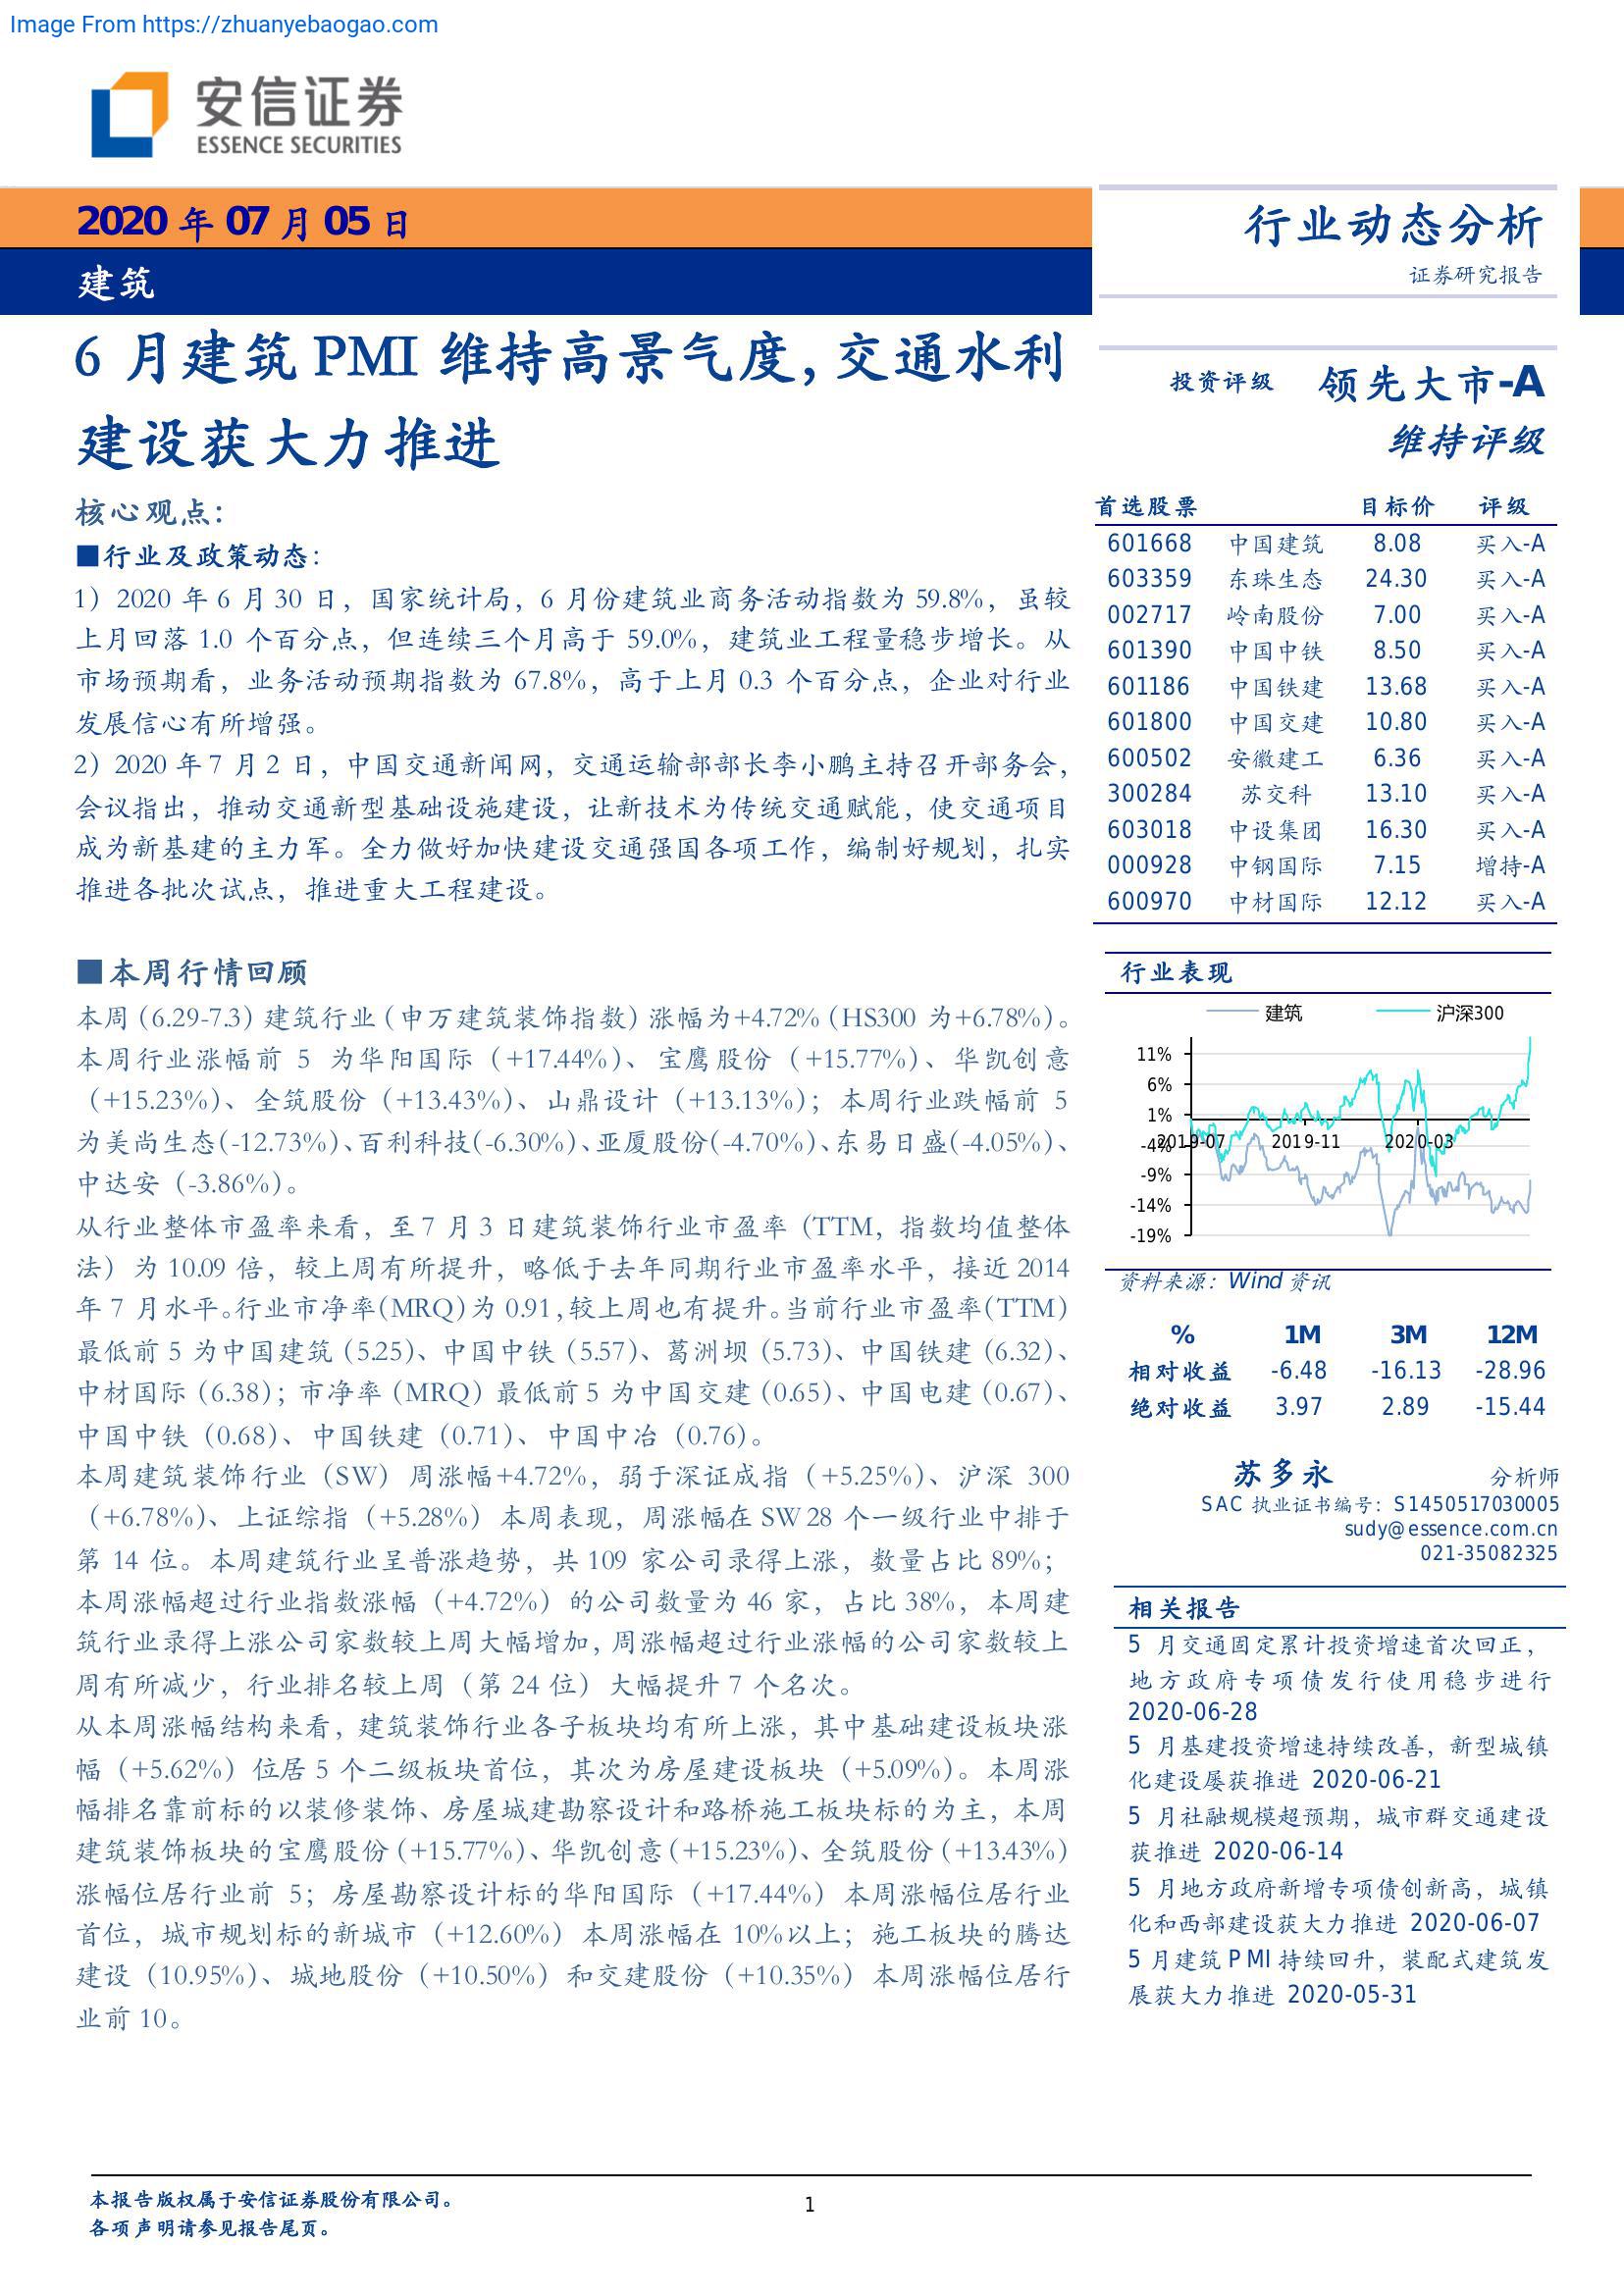 Image From https://zhuanyebaogao.com
安信证券
ESSENCE SECURITIES
2020 年 07 月 05 日
建筑
行业动态分析
证券研究报告
6 月建筑 PMI 维持高景气度，交通水利
建设获大力推进
核心观点：
■行业及政策动态：
1）2020 年 6 月 30 日，国家统计局，6 月份建筑业商务活动指数为 59.8%，虽较
上月回落 1.0 个百分点，但连续三个月高于 59.0%，建筑业工程量稳步增长。从
市场预期看，业务活动预期指数为 67.8%，高于上月 0.3 个百分点，企业对行业
发展信心有所增强。
2）2020 年 7 月 2 日，中国交通新闻网，交通运输部部长李小鹏主持召开部务会，
会议指出，推动交通新型基础设施建设，让新技术为传统交通赋能，使交通项目
成为新基建的主力军。全力做好加快建设交通强国各项工作，编制好规划，扎实
推进各批次试点，推进重大工程建设。
■本周行情回顾
本周（6.29-7.3）建筑行业（申万建筑装饰指数）涨幅为+4.72%（HS300 为+6.78%）。
本周行业涨幅前 5 为华阳国际（+17.44%）、宝鹰股份（+15.77%）、华凯创意
（+15.23%）、全筑股份（+13.43%）、山鼎设计（+13.13%）；本周行业跌幅前 5
为美尚生态(-12.73%)、百利科技(-6.30%)、亚厦股份(-4.70%)、东易日盛(-4.05%)、
中达安（-3.86%）。
从行业整体市盈率来看，至 7 月 3 日建筑装饰行业市盈率（TTM，指数均值整体
法）为 10.09 倍，较上周有所提升，略低于去年同期行业市盈率水平，接近 2014
年 7 月水平。行业市净率（MRQ）为 0.91，较上周也有提升。当前行业市盈率（TTM）
最低前 5 为中国建筑（5.25）、中国中铁（5.57）、葛洲坝（5.73）、中国铁建（6.32）、
中材国际（6.38）；市净率（MRQ）最低前 5 为中国交建（0.65）、中国电建（0.67）、
中国中铁（0.68）、中国铁建（0.71）、中国中冶（0.76）。
本周建筑装饰行业（SW）周涨幅+4.72%，弱于深证成指（+5.25%）、沪深 300
（+6.78%）、上证综指（+5.28%）本周表现，周涨幅在 SW 28 个一级行业中排于
第 14 位。本周建筑行业呈普涨趋势，共 109 家公司录得上涨，数量占比 89%；
本周涨幅超过行业指数涨幅（+4.72%）的公司数量为 46 家，占比 38%，本周建
筑行业录得上涨公司家数较上周大幅增加，周涨幅超过行业涨幅的公司家数较上
周有所减少，行业排名较上周（第 24 位）大幅提升 7 个名次。
从本周涨幅结构来看，建筑装饰行业各子板块均有所上涨，其中基础建设板块涨
幅（+5.62%）位居 5 个二级板块首位，其次为房屋建设板块（+5.09%）。本周涨
幅排名靠前标的以装修装饰、房屋城建勘察设计和路桥施工板块标的为主，本周
建筑装饰板块的宝鹰股份（+15.77%）、华凯创意（+15.23%）、全筑股份（+13.43%）
涨幅位居行业前 5；房屋勘察设计标的华阳国际（+17.44%）本周涨幅位居行业
首位，城市规划标的新城市（+12.60%）本周涨幅在 10%以上；施工板块的腾达
建设（10.95%）、城地股份（+10.50%）和交建股份（+10.35%）本周涨幅位居行
业前 10。
投资评级 领先大市-A
维持评级
首选股票 目标价 评级
601668 中国建筑 8.08 买入-A
603359 东珠生态 24.30 买入-A
002717 岭南股份 7.00 买入-A
601390 中国中铁 8.50 买入-A
601186 中国铁建 13.68 买入-A
601800 中国交建 10.80 买入-A
600502 安徽建工 6.36 买入-A
300284 苏交科 13.10 买入-A
603018 中设集团 16.30 买入-A
000928 中钢国际 7.15 增持-A
600970 中材国际 12.12 买入-A
行业表现
建筑 沪深300
11%
6%
1%
-4%
-9%
-14%
-19%
2019-07 2019-11 2020-03
资料来源：Wind 资讯
% 1M 3M 12M
相对收益 -6.48 -16.13 -28.96
绝对收益 3.97 2.89 -15.44
苏多永 分析师
SAC 执业证书编号：S1450517030005
sudy@essence.com.cn
021-35082325
相关报告
5 月交通固定累计投资增速首次回正，
地方政府专项债发行使用稳步进行
2020-06-28
5 月基建投资增速持续改善，新型城镇
化建设屡获推进 2020-06-21
5 月社融规模超预期，城市群交通建设
获推进 2020-06-14
5 月地方政府新增专项债创新高，城镇
化和西部建设获大力推进 2020-06-07
5 月建筑 PMI 持续回升，装配式建筑发
展获大力推进 2020-05-31
本报告版权属于安信证券股份有限公司。
各项声明请参见报告尾页。
1